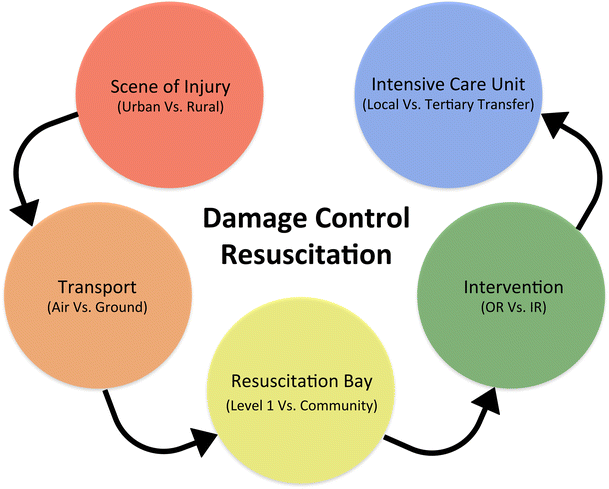 Scene of Injury
(Urban Vs. Rural)
Intensive Care Unit
(Local Vs. Tertiary Transfer)
Damage Control
Resuscitation
Transport
(Air Vs. Ground)
Intervention
(OR Vs. IR)
Resuscitation Bay
(Level 1 Vs. Community)